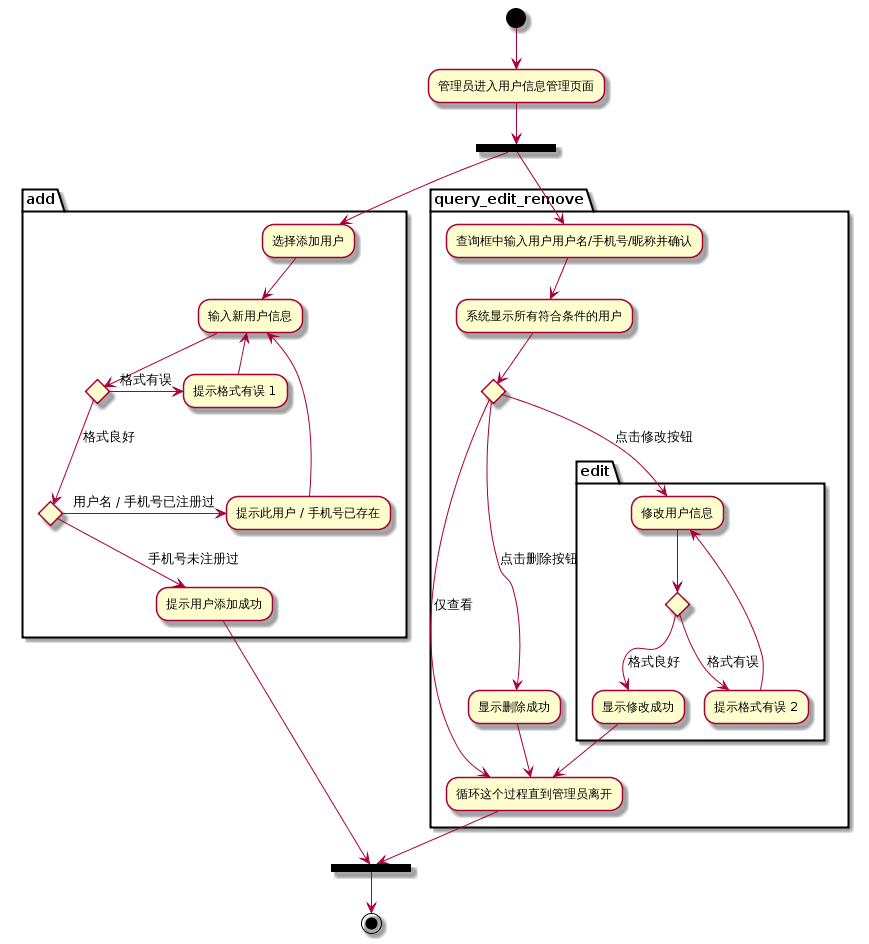 管理员进入用户信息管理页面
add
选择添加用户
输入新用户信息
格式有误
提示格式有误 1
格式良好
用户名 / 手机号已注册过
提示此用户 / 手机号已存在
手机号未注册过
提示用户添加成功
query_edit_remove
查询框中输入用户用户名/手机号/昵称并确认
系统显示所有符合条件的用户
点击修改按钮
edit
修改用户信息
点击删除按钮
仅查看
格式良好
格式有误
显示删除成功
显示修改成功
提示格式有误 2
循环这个过程直到管理员离开